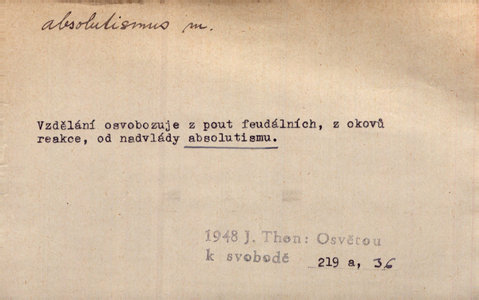 absolutismus m.
Vzdělání osvobozuje z pout feudálních, z okovů
reakce, od nadvlády absolutismu.
1948 J. Thon: Osvětou
k svobodě 219 a, 36